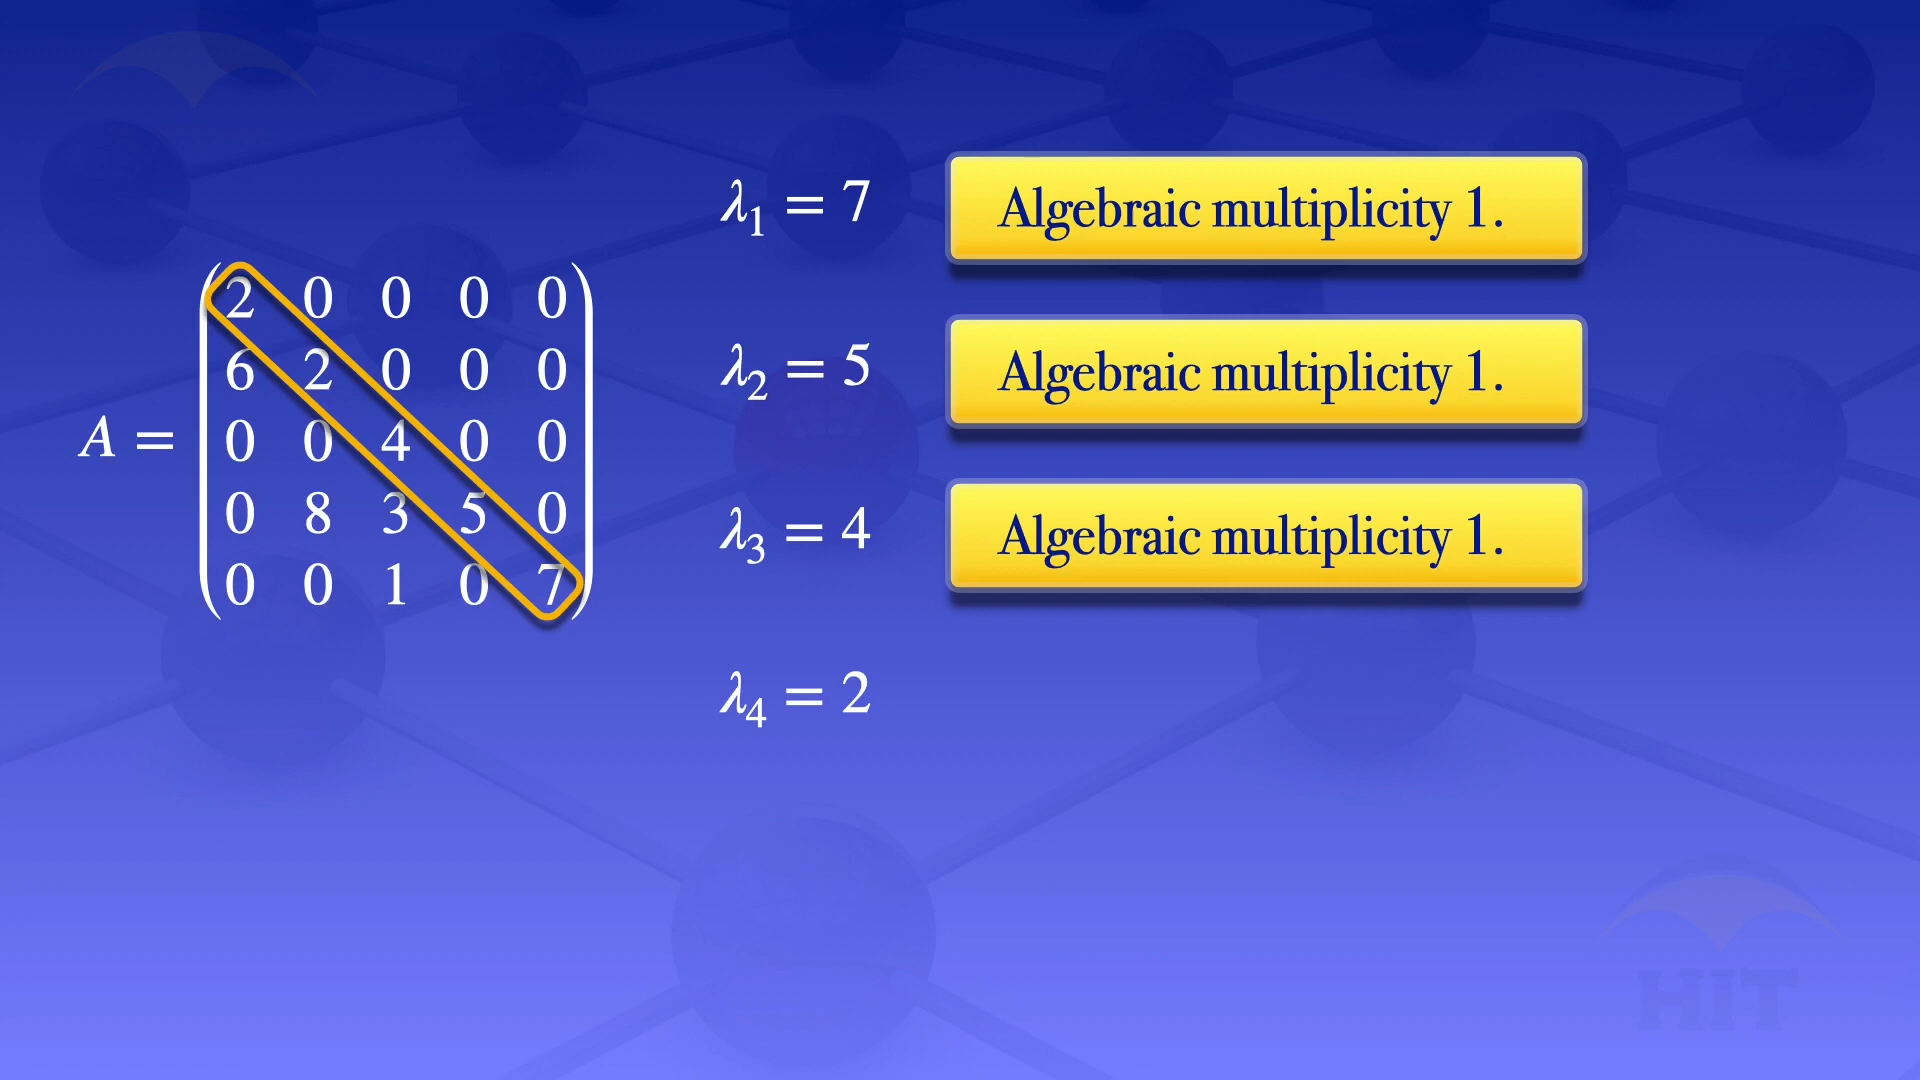 λ₁ = 7 Algebraic multiplicity 1.
λ₂ = 5 Algebraic multiplicity 1.
A =
2 0 0 0 0
6 2 0 0 0
0 0 4 0 0
0 8 3 5 0
0 0 1 0 7
λ₃ = 4 Algebraic multiplicity 1.
λ₄ = 2
HIT